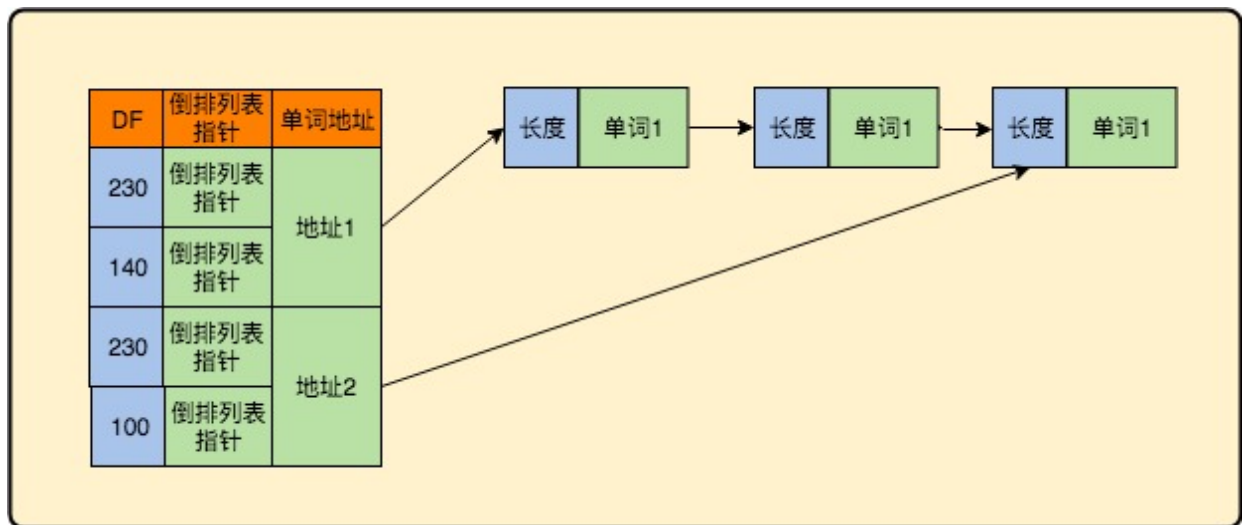 DF
倒排列表
指针
单词地址
230
倒排列表
指针
地址1
140
倒排列表
指针
230
倒排列表
指针
地址2
100
倒排列表
指针
长度
单词1
长度
单词1
长度
单词1